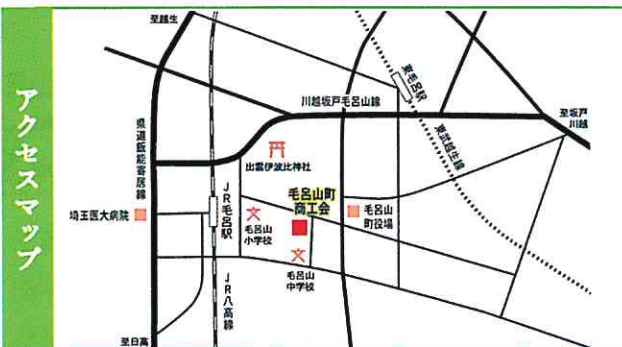 アクセスマップ
至越生
県道飯能寄居線
川越坂戸毛呂山線
東毛呂駅
東武越生線
至坂戸
川越
出雲伊波比神社
埼玉医大病院
JR毛呂駅
毛呂山
小学校
毛呂山町
商工会
毛呂山
町役場
毛呂山
中学校
JR八高線
至日高